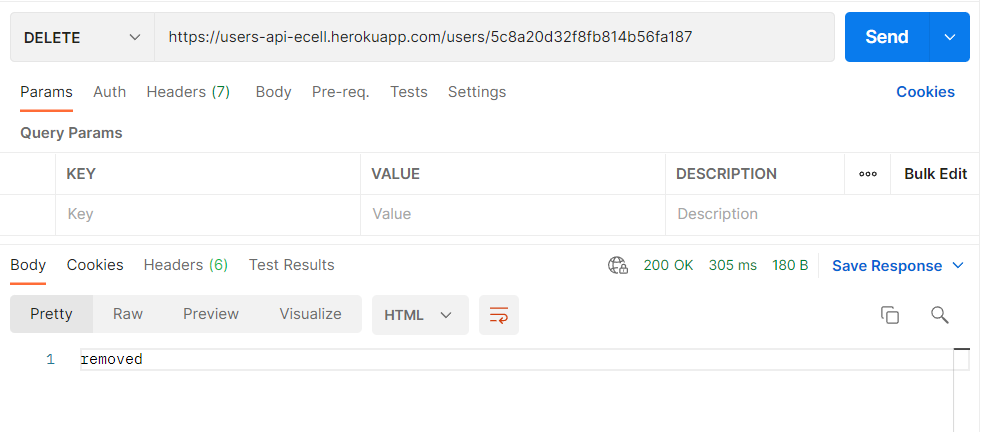 DELETE https://users-api-ecell.herokuapp.com/users/5c8a20d32f8fb814b56fa187 Send
Params Auth Headers (7) Body Pre-req. Tests Settings Cookies
Query Params
KEY VALUE DESCRIPTION Bulk Edit
Key Value Description
Body Cookies Headers (6) Test Results 200 OK 305 ms 180 B Save Response
Pretty Raw Preview Visualize HTML
1 removed